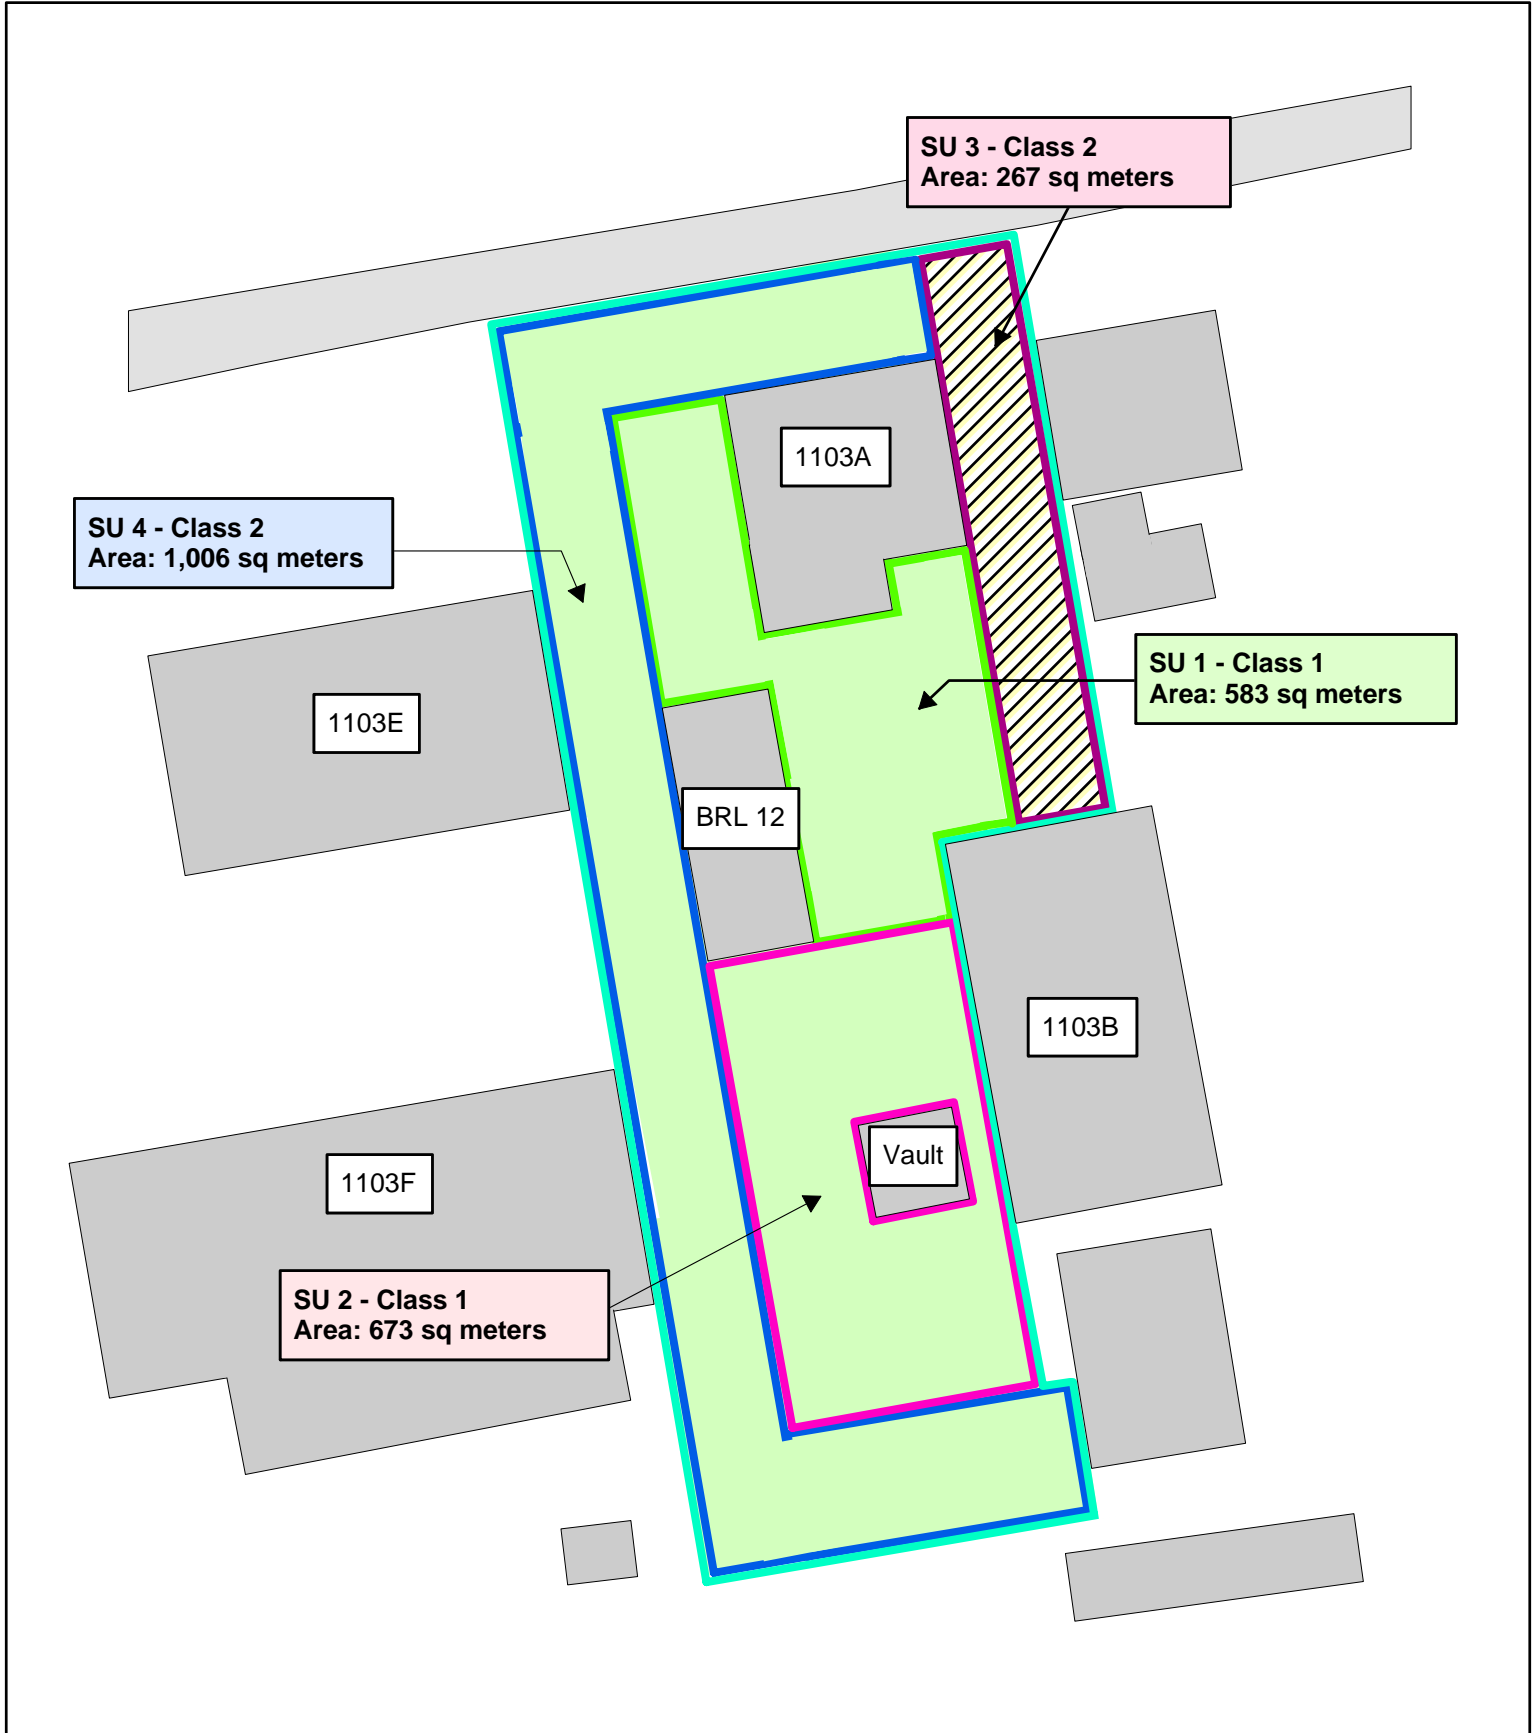 SU 3 - Class 2
Area: 267 sq meters
1103A
SU 4 - Class 2
Area: 1,006 sq meters
SU 1 - Class 1
Area: 583 sq meters
1103E
BRL 12
1103B
Vault
1103F
SU 2 - Class 1
Area: 673 sq meters